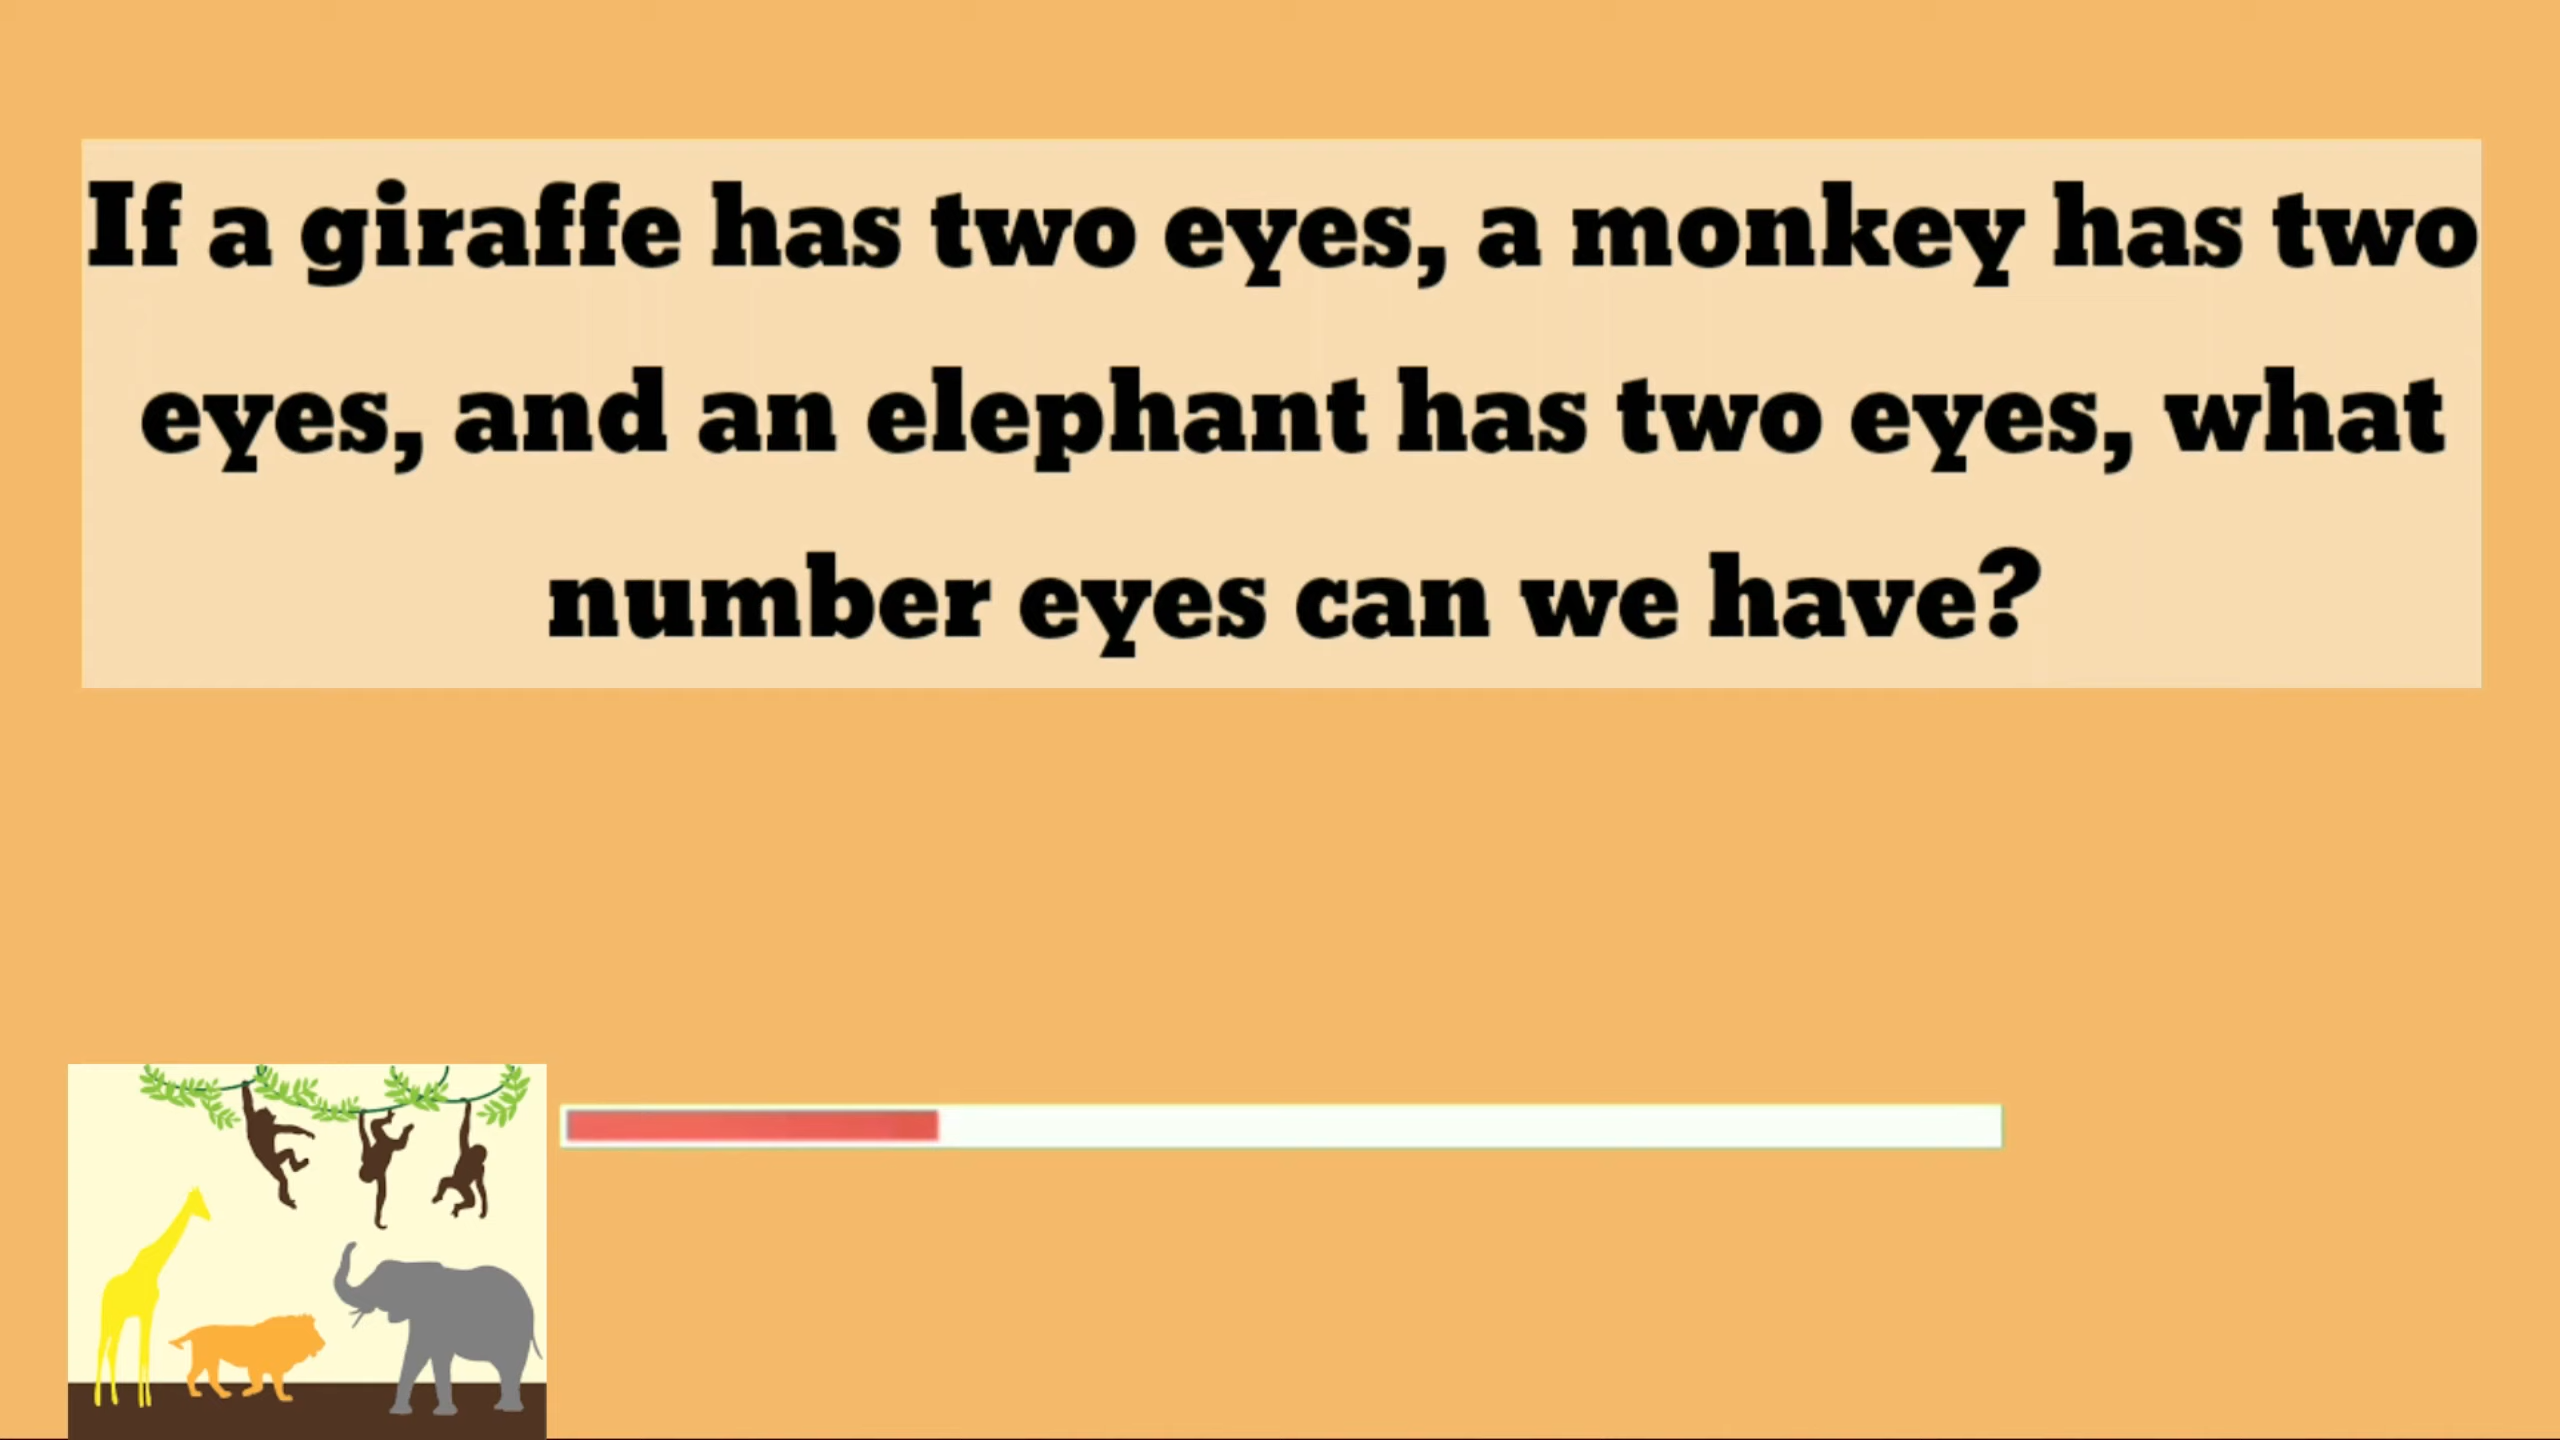 If a giraffe has two eyes, a monkey has two
eyes, and an elephant has two eyes, what
number eyes can we have?